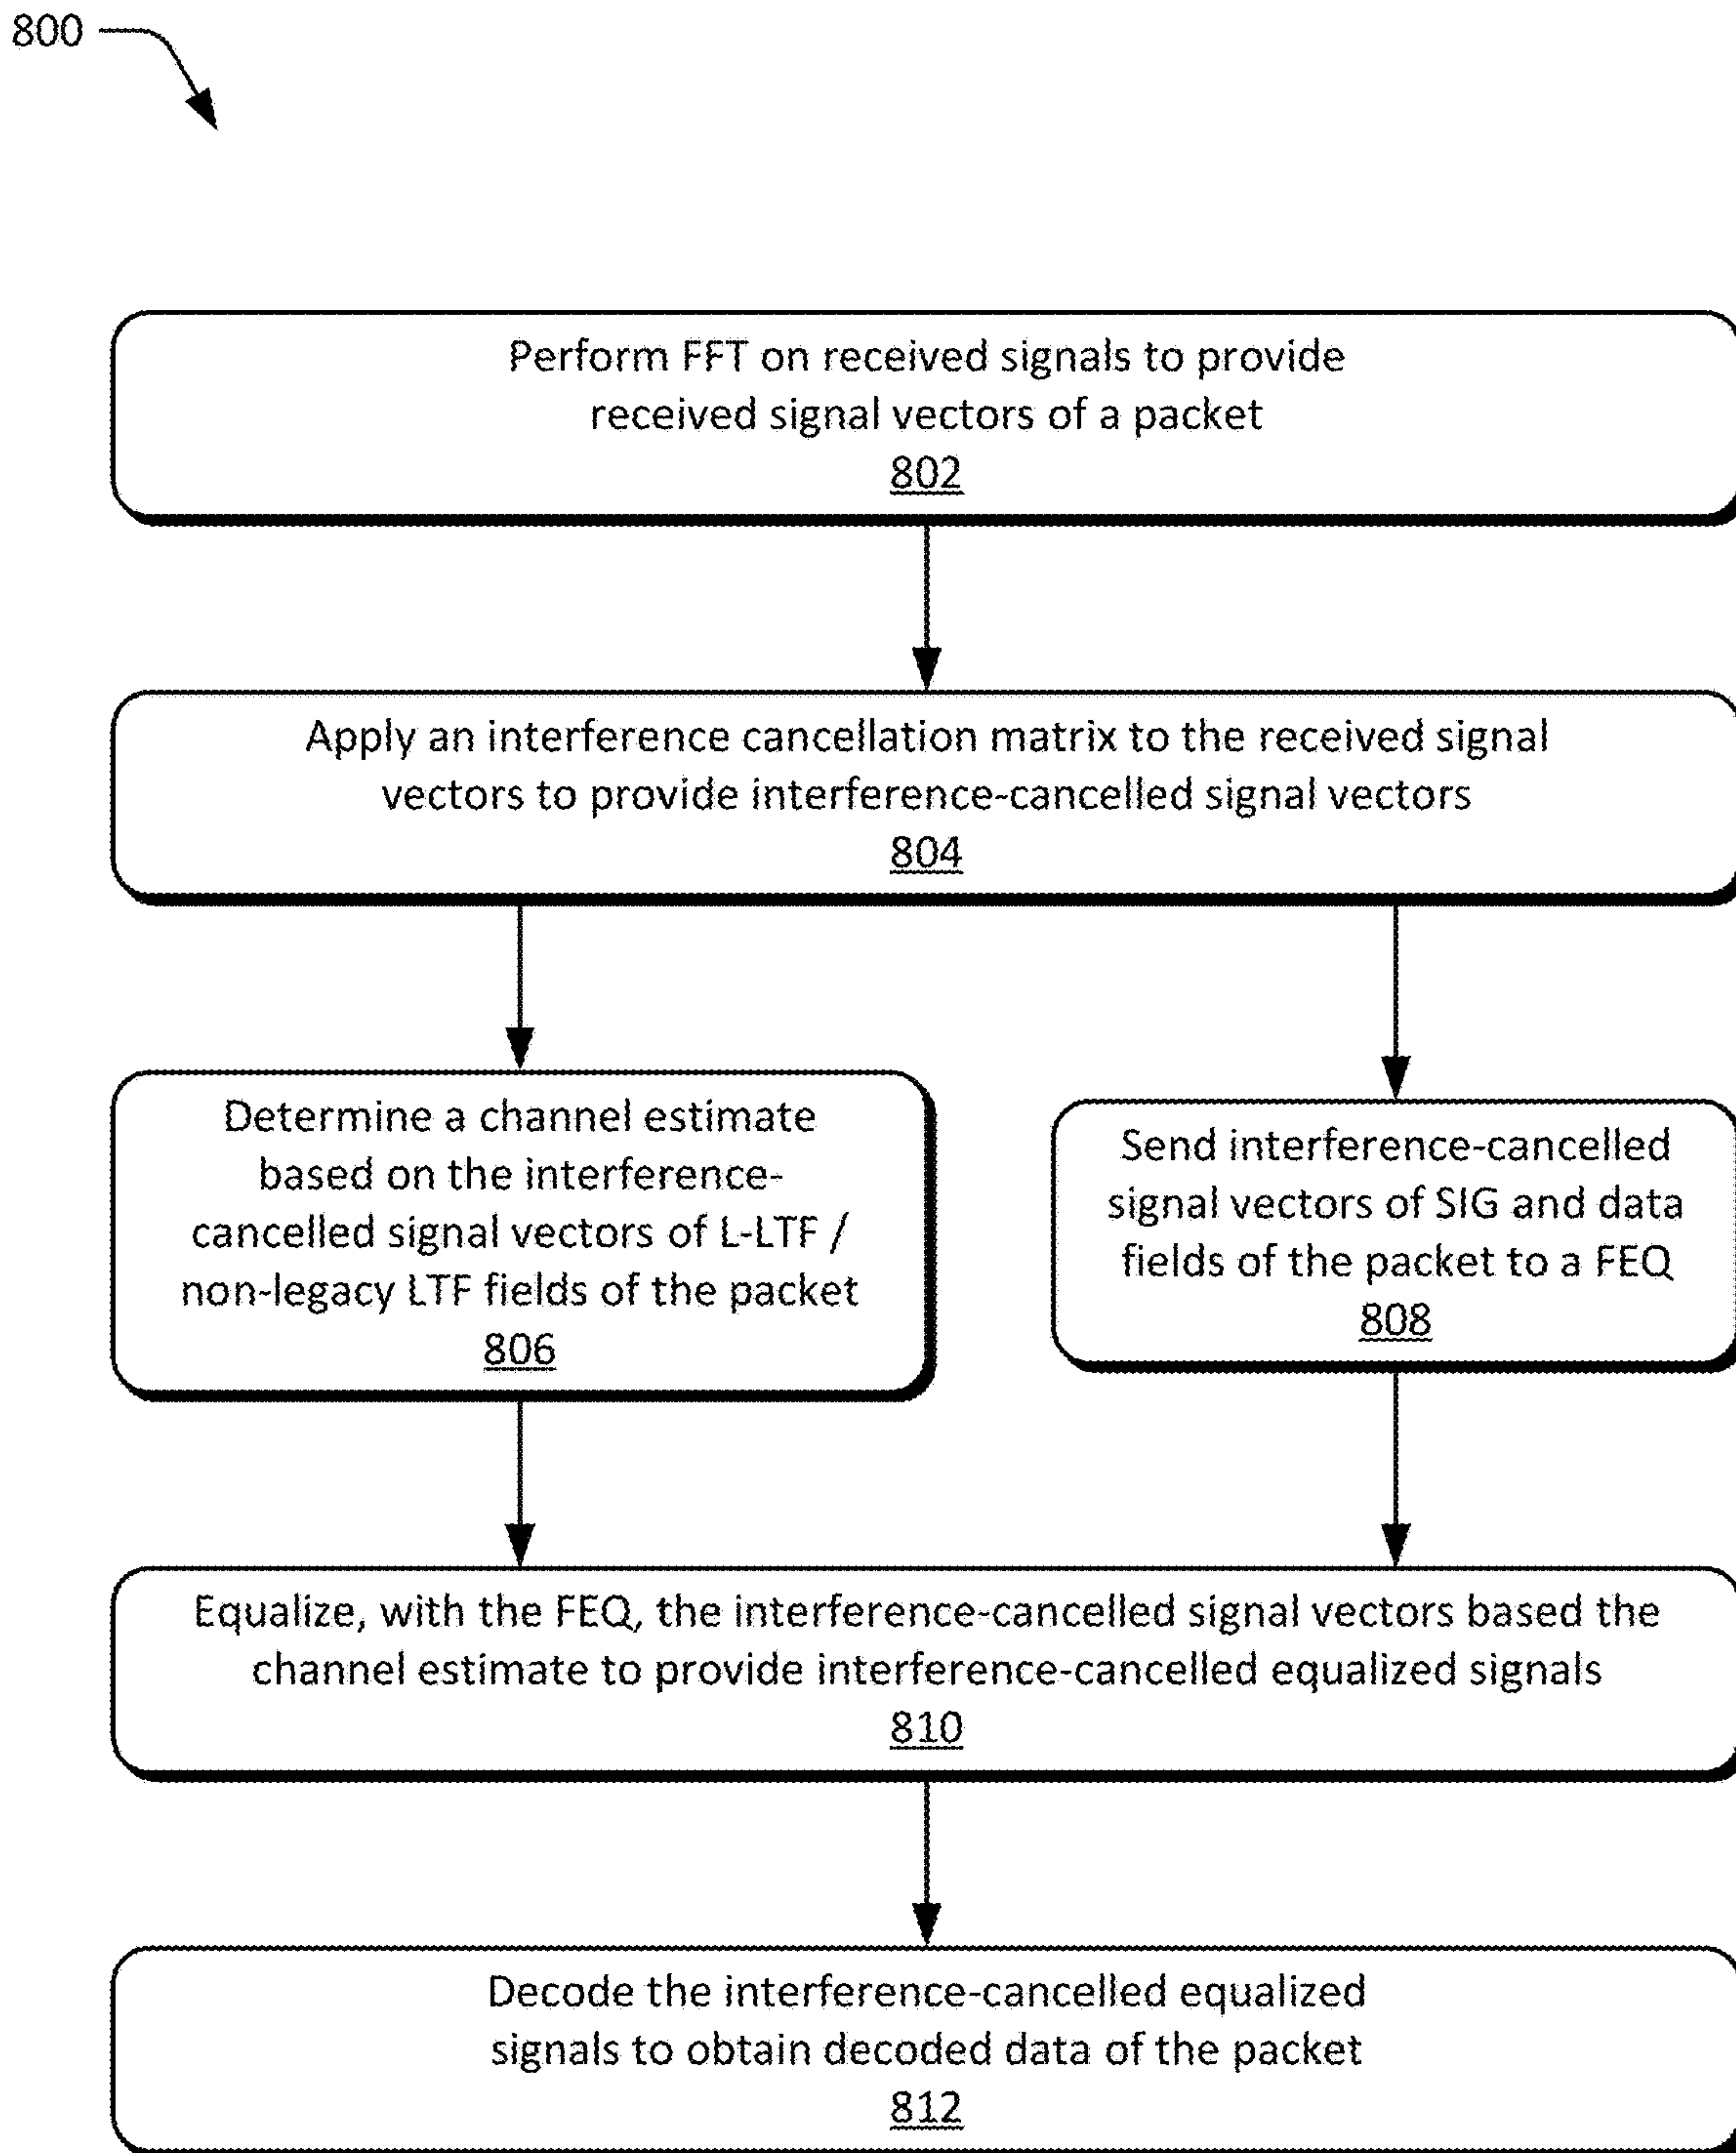 800
Perform FFT on received signals to provide
received signal vectors of a packet
802
Apply an interference cancellation matrix to the received signal
vectors to provide interference-cancelled signal vectors
804
Determine a channel estimate
based on the interference-
cancelled signal vectors of L-LTF /
non-legacy LTF fields of the packet
806
Send interference-cancelled
signal vectors of SIG and data
fields of the packet to a FEQ
808
Equalize, with the FEQ, the interference-cancelled signal vectors based the
channel estimate to provide interference-cancelled equalized signals
810
Decode the interference-cancelled equalized
signals to obtain decoded data of the packet
812